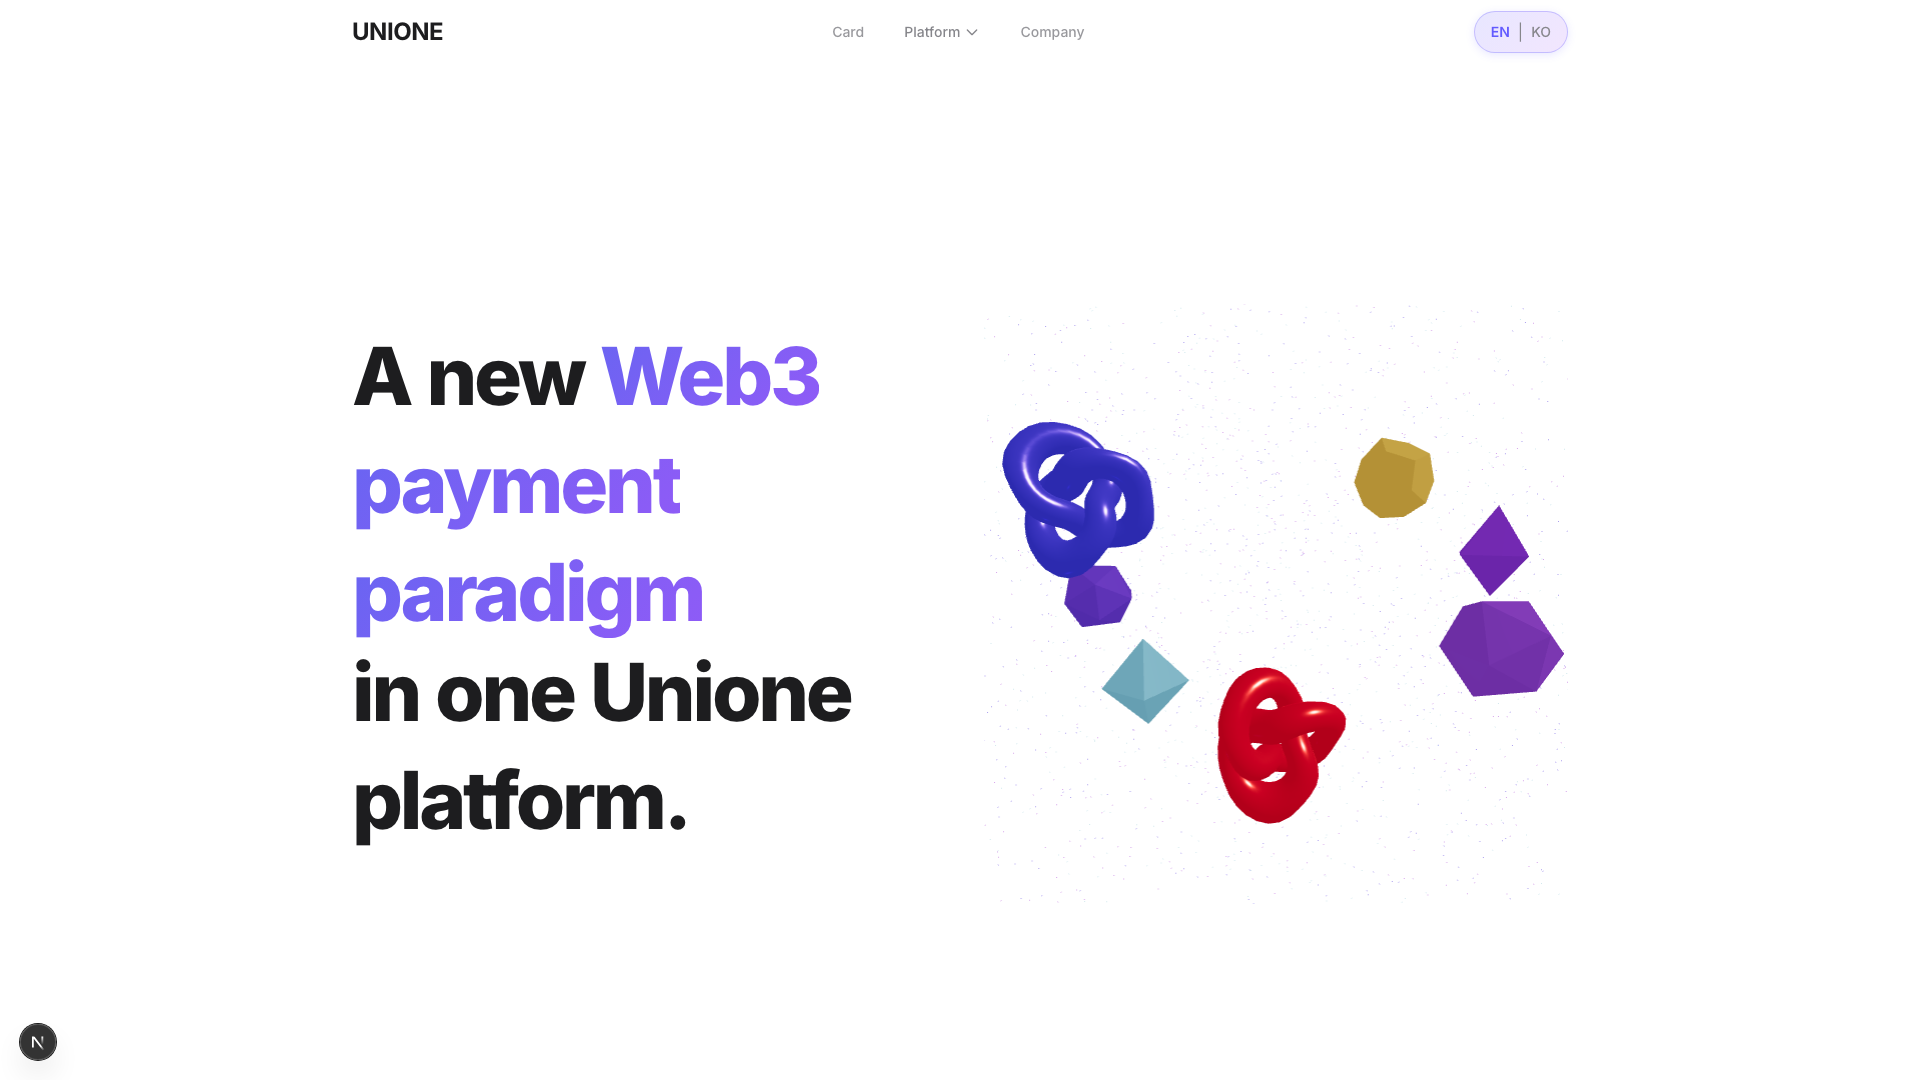 UNIONE
Card
Platform
Company
EN | KO
A new Web3
payment
paradigm
in one Unione
platform.
N